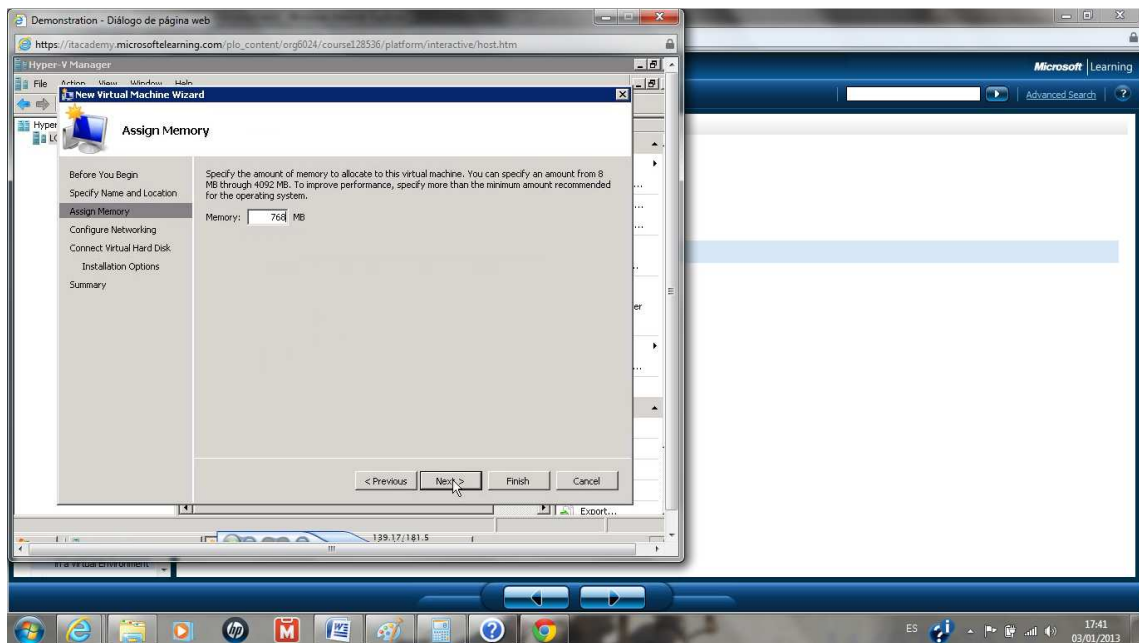 Demonstration - Diálogo de página web
https://itacademy.microsoftelearning.com/plo_content/org6024/course128536/platform/interactive/host.htm
Hyper-V Manager
Microsoft | Learning
File Action View Window Help
New Virtual Machine Wizard
Advanced Search
Hyper
Assign Memory
Before You Begin
Specify Name and Location
Assign Memory
Configure Networking
Connect Virtual Hard Disk
Installation Options
Summary
Specify the amount of memory to allocate to this virtual machine. You can specify an amount from 8
MB through 4092 MB. To improve performance, specify more than the minimum amount recommended
for the operating system.
Memory: 768 MB
er
< Previous
Next >
Finish
Cancel
Export...
139.17/181.5
in a Virtual Environment
ES
17:41
03/01/2013